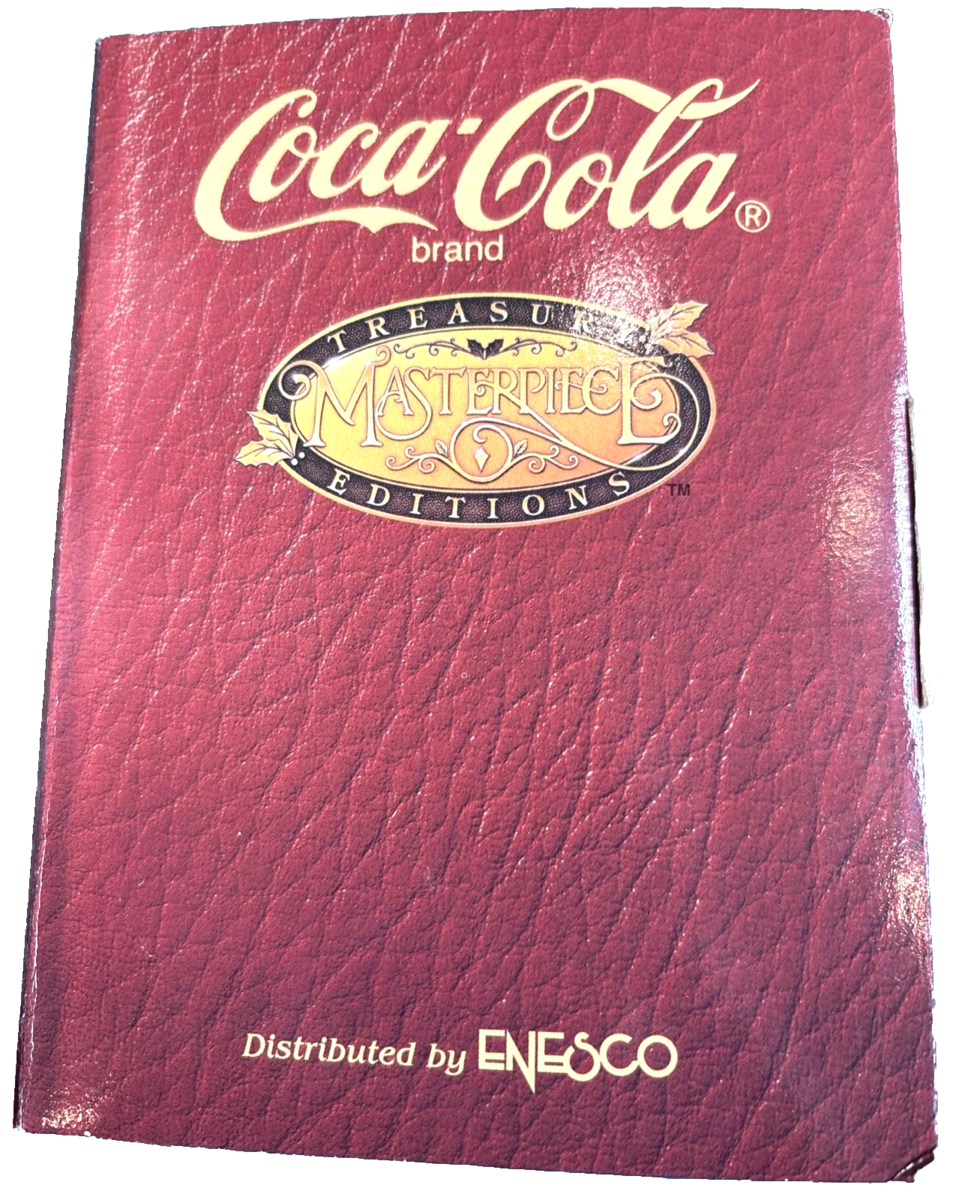 Coca-Cola®
brand
TREASURY
MASTERPIECE
EDITIONS™
Distributed by ENESCO